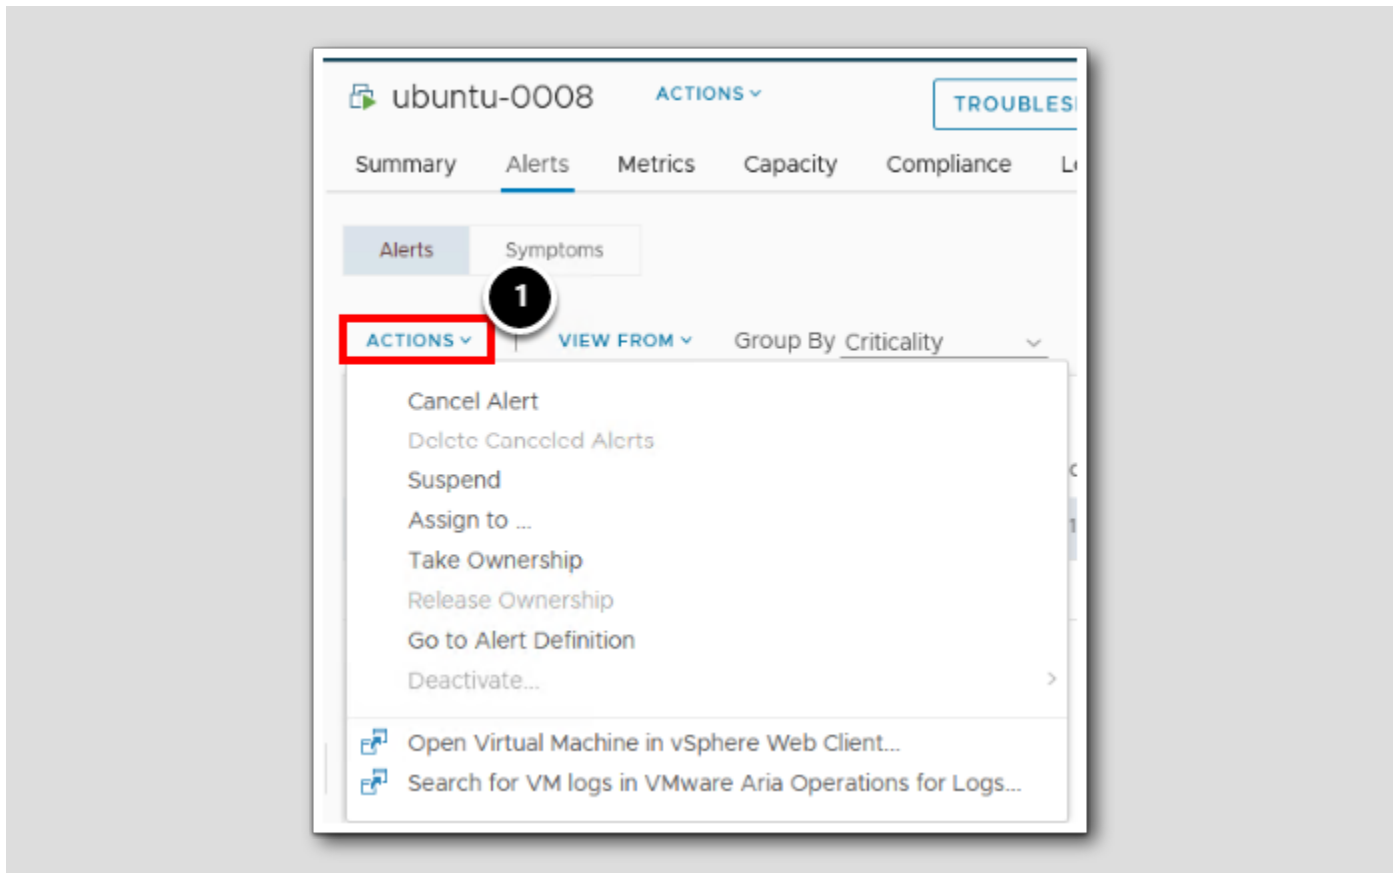 ubuntu-0008 ACTIONS
Summary Alerts Metrics Capacity Compliance
Alerts Symptoms
1
ACTIONS VIEW FROM Group By Criticality
Cancel Alert
Delete Canceled Alerts
Suspend
Assign to ...
Take Ownership
Release Ownership
Go to Alert Definition
Deactivate...
Open Virtual Machine in vSphere Web Client...
Search for VM logs in VMware Aria Operations for Logs...